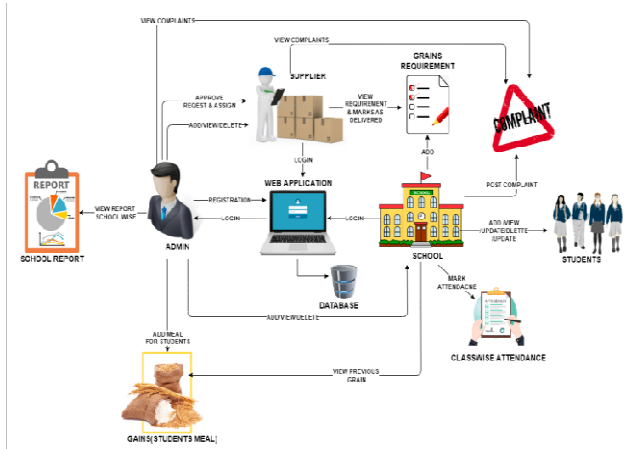 VIEW COMPLAINTS
VIEW COMPLAINTS
GRAINS
REQUIREMENT
SUPPLIER
APPROVE
REQEST & ASSIGN
VIEW
REQUIREMENT
& MARK AS
DELIVERED
COMPLAINT
ADD/VIEW/DELETE
LOGIN
ADD
REPORT
WEB APPLICATION
SCHOOL
POST COMPLAINT
VIEW REPORT
SCHOOL WISE
REGISTRATION
LOGIN
LOGIN
ADD /VIEW
/UPDATE/DLETTE
/UPDATE
SCHOOL REPORT
ADMIN
SCHOOL
STUDENTS
MARK
ATTENDACNE
DATABASE
ADD/VIEW/DELETE
CLASSWISE ATTENDANCE
ADD MEAL
FOR STUDENTS
VIEW PREVIOUS
GRAIN
GAINS(STUDENTS MEAL)